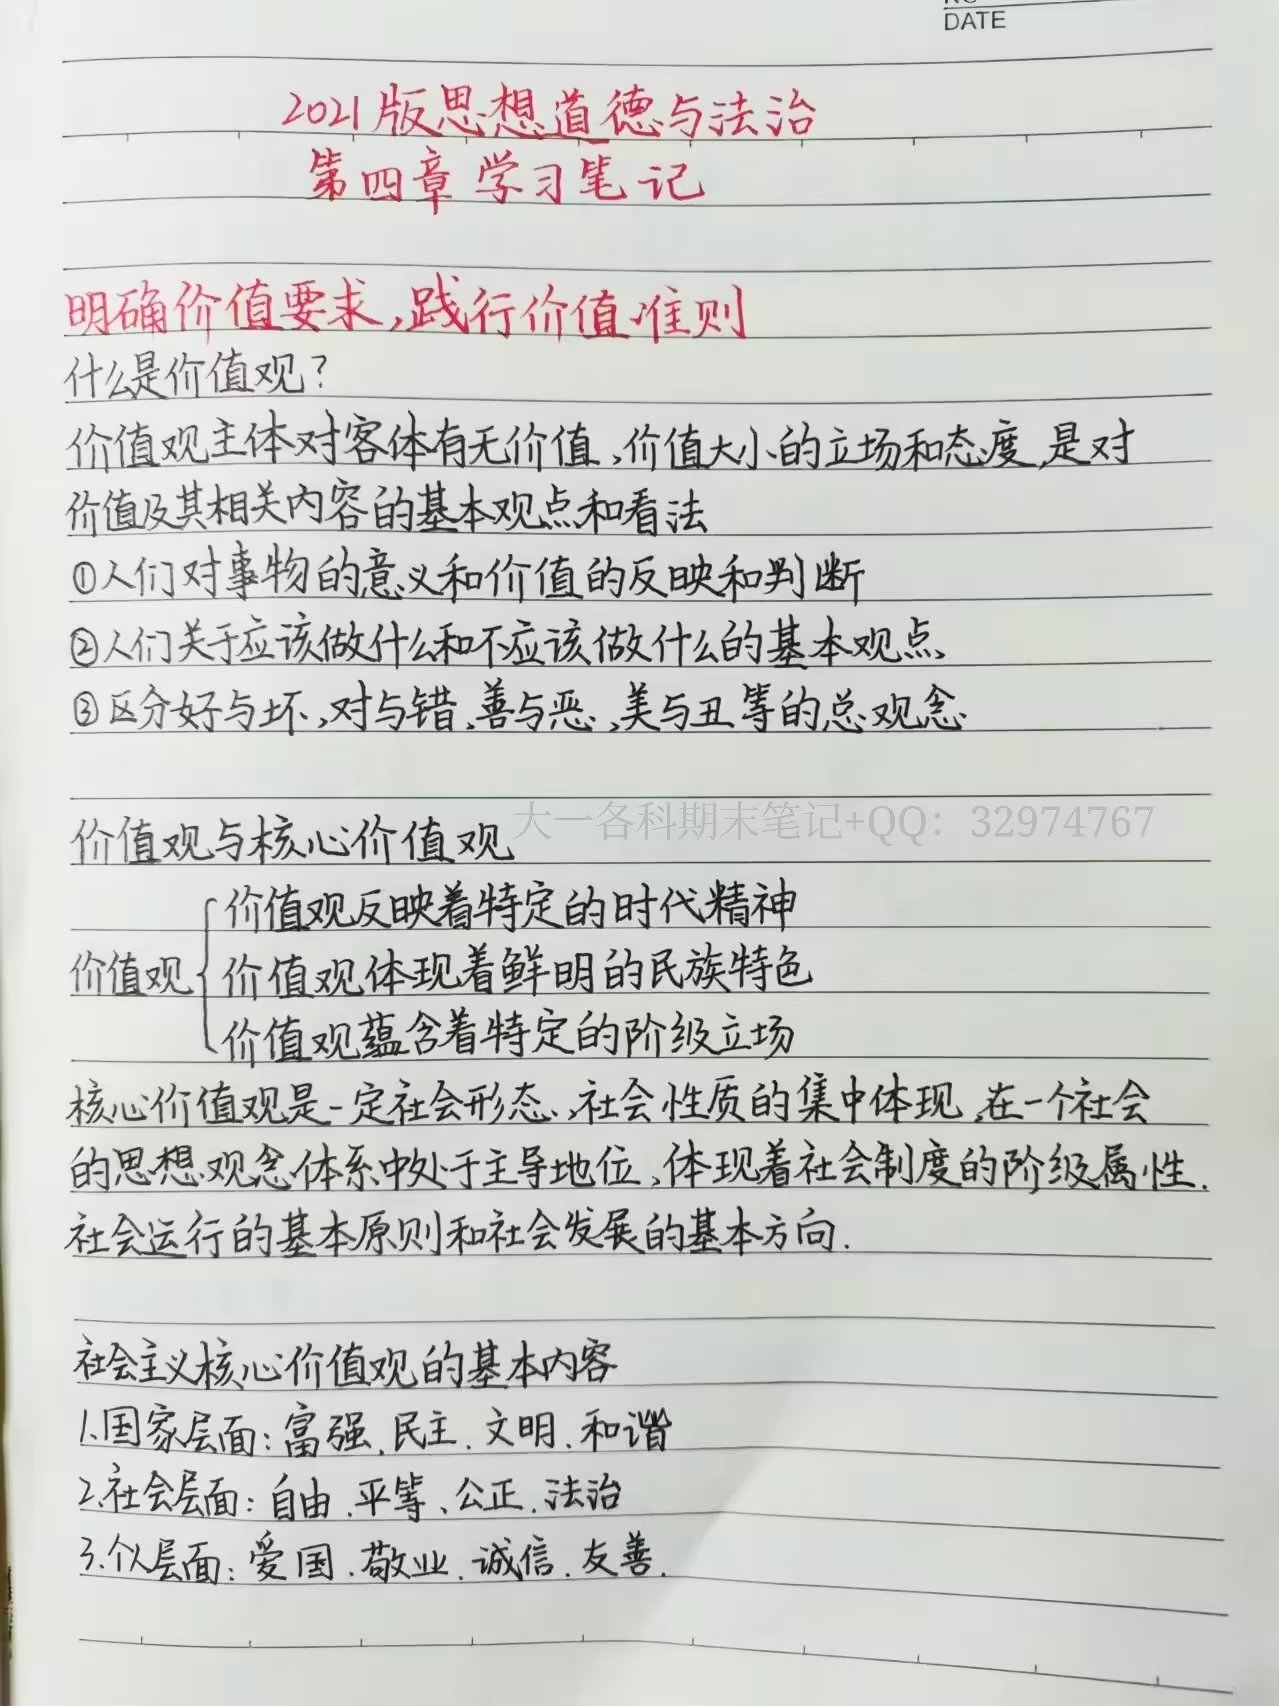 DATE
2021版思想道德与法治
第四章学习笔记
明确价值要求,践行价值准则
什么是价值观?
价值观主体对客体有无价值、价值大小的立场和态度,是对
价值及其相关内容的基本观点和看法
①人们对事物的意义和价值的反映和判断
②人们关于应该做什么和不应该做什么的基本观点、
③区分好与坏、对与错、善与恶、美与丑等的总观念
大一各科期末笔记+QQ：32974767
价值观与核心价值观
价值观反映着特定的时代精神
价值观 价值观体现着鲜明的民族特色
价值观蕴含着特定的阶级立场
核心价值观是一定社会形态、社会性质的集中体现,在一个社会
的思想观念体系中处于主导地位、体现着社会制度的阶级属性.
社会运行的基本原则和社会发展的基本方向.
社会主义核心价值观的基本内容
1.国家层面:富强、民主、文明、和谐
2.社会层面:自由、平等、公正、法治
3.个人层面:爱国、敬业、诚信、友善.